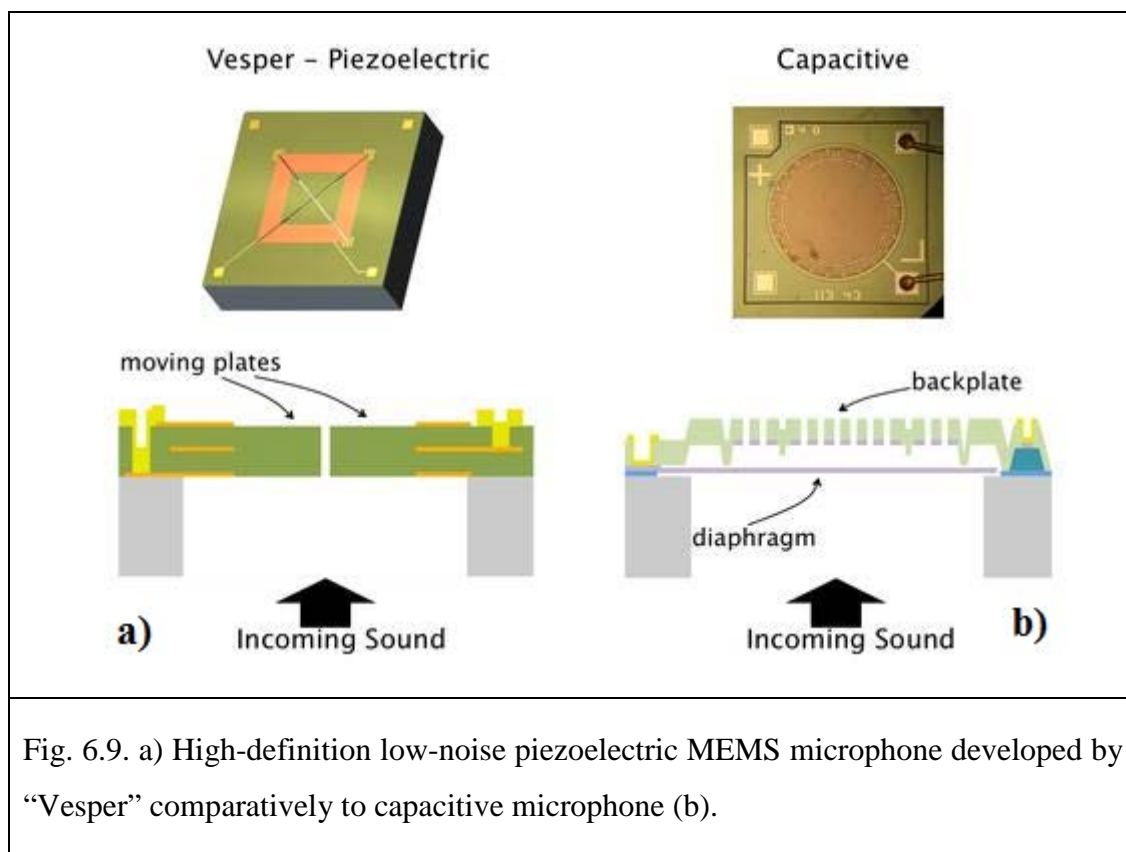 Vesper – Piezoelectric
Capacitive
moving plates
backplate
diaphragm
a)
Incoming Sound
Incoming Sound
b)
Fig. 6.9. a) High-definition low-noise piezoelectric MEMS microphone developed by
“Vesper” comparatively to capacitive microphone (b).